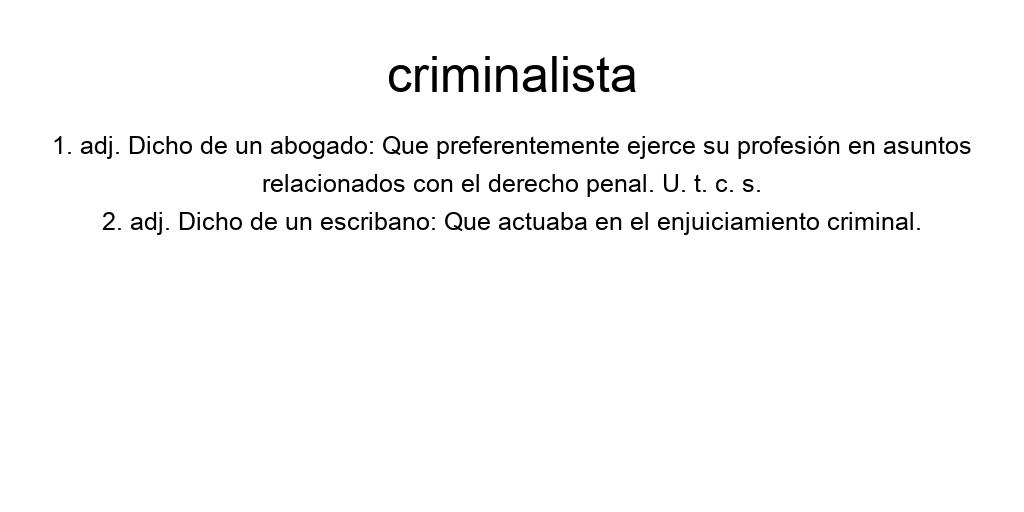 criminalista
1. adj. Dicho de un abogado: Que preferentemente ejerce su profesión en asuntos
relacionados con el derecho penal. U. t. c. s.
2. adj. Dicho de un escribano: Que actuaba en el enjuiciamiento criminal.